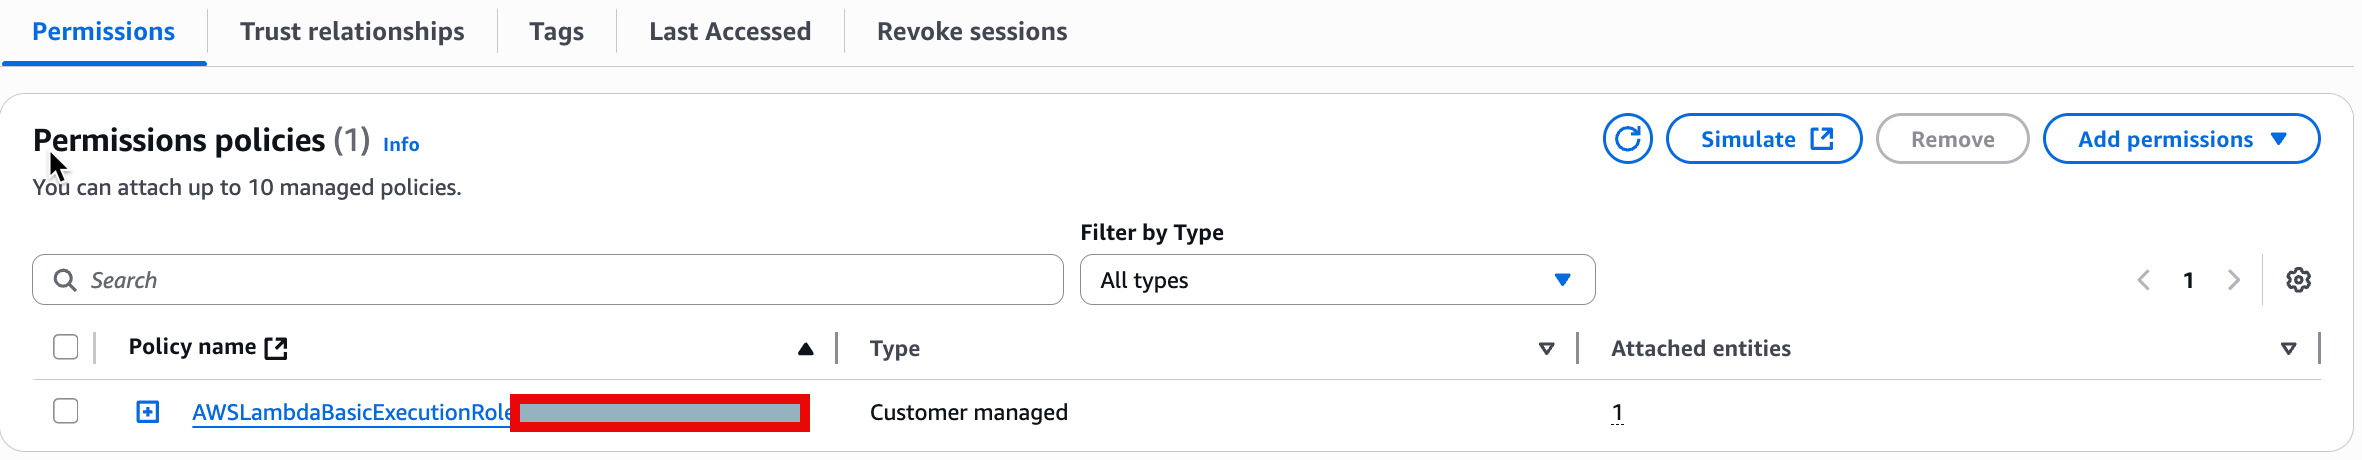 Permissions Trust relationships Tags Last Accessed Revoke sessions
Permissions policies (1) Info
Simulate Remove Add permissions
You can attach up to 10 managed policies.
Filter by Type
Search All types 1
Policy name Type Attached entities
AWSLambdaBasicExecutionRole Customer managed 1